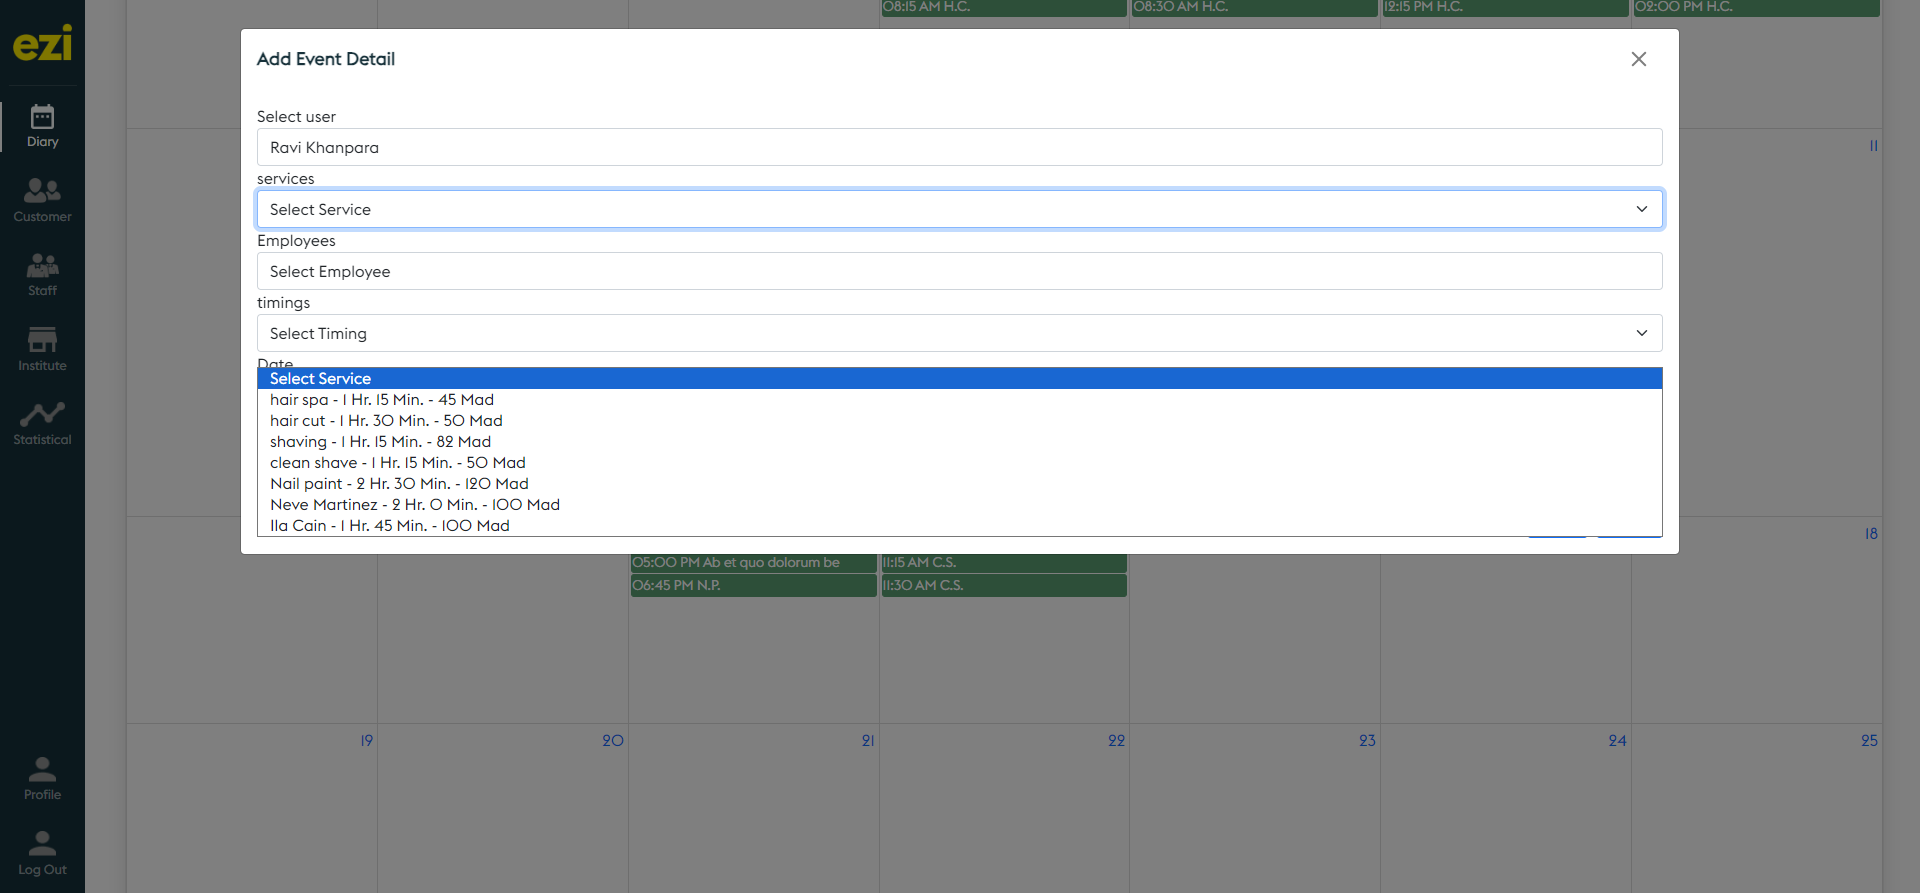 ezi
Diary
Customer
Staff
Institute
Statistical
Profile
Log Out
08:15 AM H.C.
08:30 AM H.C.
12:15 PM H.C.
02:00 PM H.C.
Add Event Detail
Select user
Ravi Khanpara
services
Select Service
Employees
Select Employee
timings
Select Timing
Date
Select Service
hair spa - 1 Hr. 15 Min. - 45 Mad
hair cut - 1 Hr. 30 Min. - 50 Mad
shaving - 1 Hr. 15 Min. - 82 Mad
clean shave - 1 Hr. 15 Min. - 50 Mad
Nail paint - 2 Hr. 30 Min. - 120 Mad
Neve Martinez - 2 Hr. 0 Min. - 100 Mad
Ila Cain - 1 Hr. 45 Min. - 100 Mad
11
18
05:00 PM Ab et quo dolorum be
11:15 AM C.S.
06:45 PM N.P.
11:30 AM C.S.
19
20
21
22
23
24
25